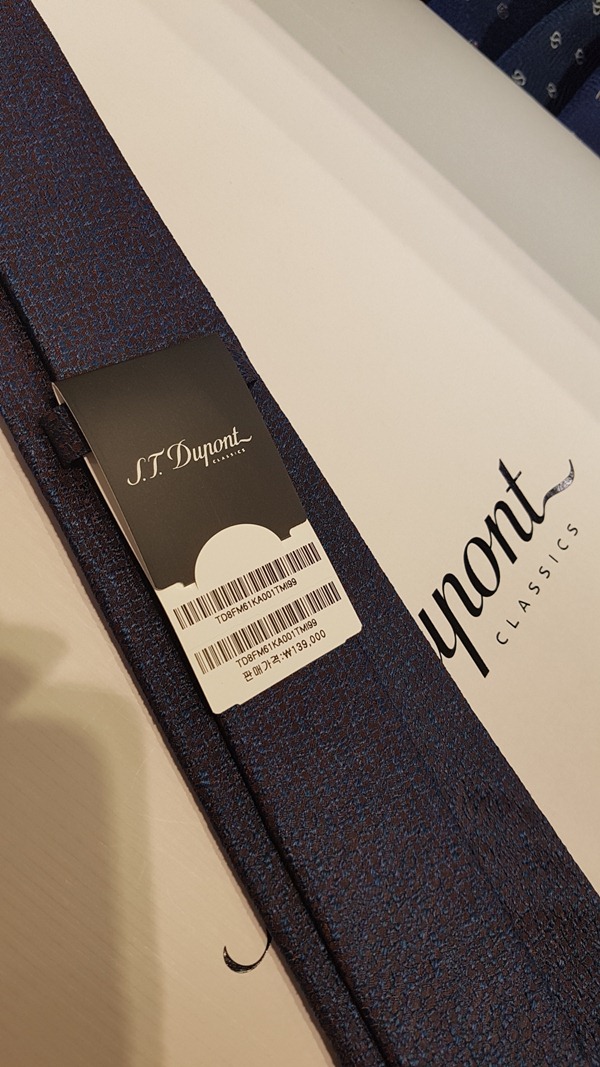 S.T. Dupont
CLASSICS
TD8FM61KA001TMI99
TD8FM61KA001TMI99
판매가격:₩139,000
upont
CLASSICS